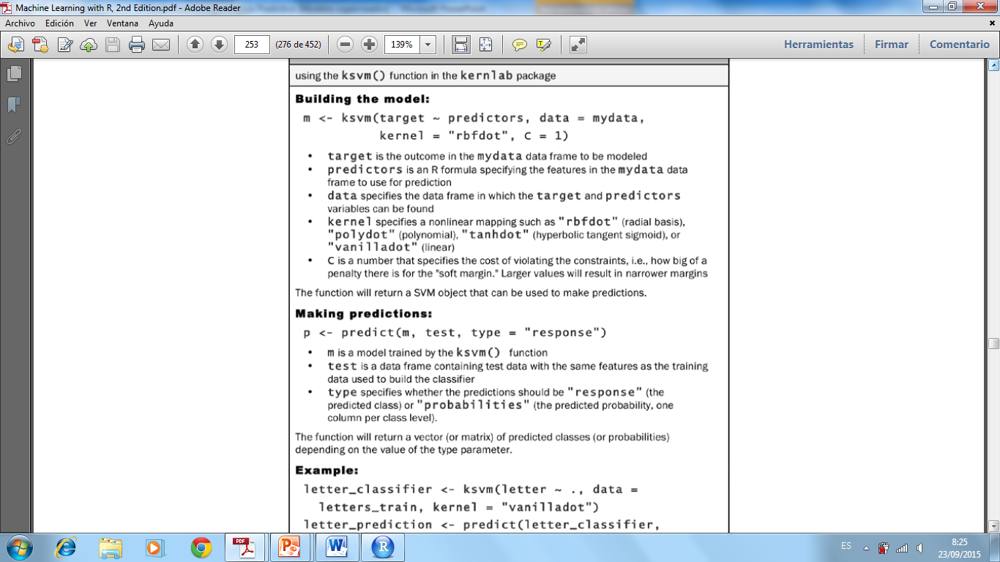 Machine Learning with R, 2nd Edition.pdf - Adobe Reader
Archivo Edición Ver Ventana Ayuda
253 (276 de 452) 139% Herramientas Firmar Comentario
using the ksvm() function in the kernlab package
Building the model:
m <- ksvm(target ~ predictors, data = mydata,
kernel = "rbfdot", C = 1)
• target is the outcome in the mydata data frame to be modeled
• predictors is an R formula specifying the features in the mydata data
frame to use for prediction
• data specifies the data frame in which the target and predictors
variables can be found
• kernel specifies a nonlinear mapping such as "rbfdot" (radial basis),
"polydot" (polynomial), "tanhdot" (hyperbolic tangent sigmoid), or
"vanilladot" (linear)
• C is a number that specifies the cost of violating the constraints, i.e., how big of a
penalty there is for the "soft margin." Larger values will result in narrower margins
The function will return a SVM object that can be used to make predictions.
Making predictions:
p <- predict(m, test, type = "response")
• m is a model trained by the ksvm() function
• test is a data frame containing test data with the same features as the training
data used to build the classifier
• type specifies whether the predictions should be "response" (the
predicted class) or "probabilities" (the predicted probability, one
column per class level).
The function will return a vector (or matrix) of predicted classes (or probabilities)
depending on the value of the type parameter.
Example:
letter_classifier <- ksvm(letter ~ ., data =
letters_train, kernel = "vanilladot")
letter_prediction <- predict(letter_classifier,
PDF
ES
8:25
23/09/2015